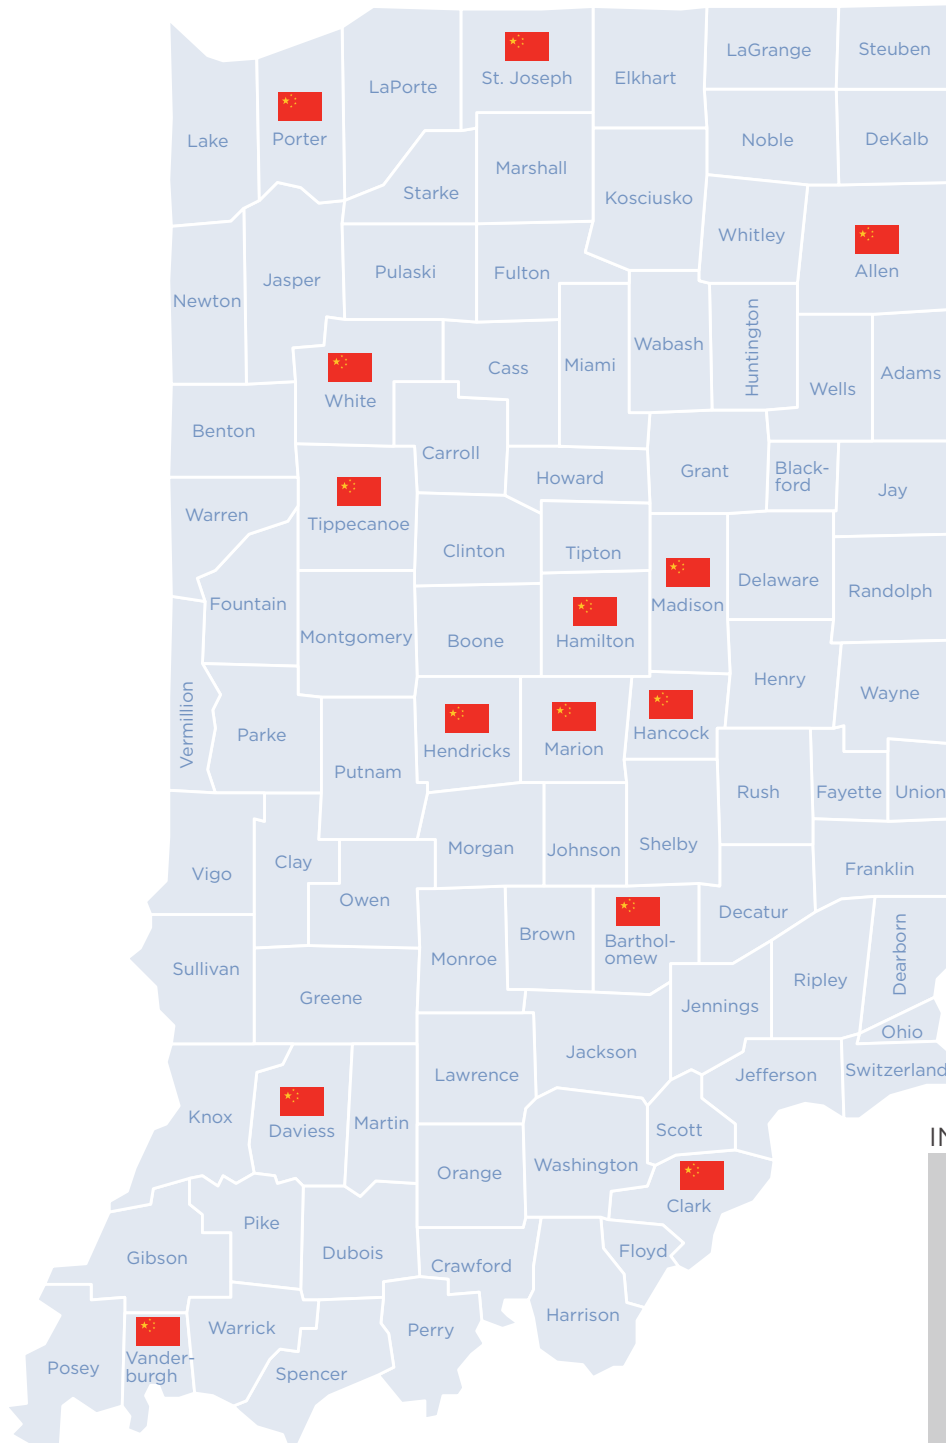 St. Joseph
Elkhart
LaGrange
Steuben
LaPorte
Lake
Porter
Noble
DeKalb
Marshall
Starke
Kosciusko
Whitley
Allen
Newton
Jasper
Pulaski
Fulton
Huntington
Wabash
Miami
Cass
White
Wells
Adams
Benton
Carroll
Howard
Grant
Black-
ford
Jay
Warren
Tippecanoe
Clinton
Tipton
Madison
Delaware
Randolph
Fountain
Montgomery
Boone
Hamilton
Henry
Wayne
Vermillion
Parke
Putnam
Hendricks
Marion
Hancock
Rush
Fayette
Union
Vigo
Clay
Owen
Morgan
Johnson
Shelby
Franklin
Decatur
Sullivan
Greene
Monroe
Brown
Barthol-
omew
Jennings
Ripley
Dearborn
Ohio
Switzerland
Jefferson
Jackson
Lawrence
Knox
Daviess
Martin
Orange
Washington
Scott
Clark
Floyd
Harrison
Crawford
Dubois
Pike
Gibson
Posey
Vander-
burgh
Warrick
Spencer
Perry
IN